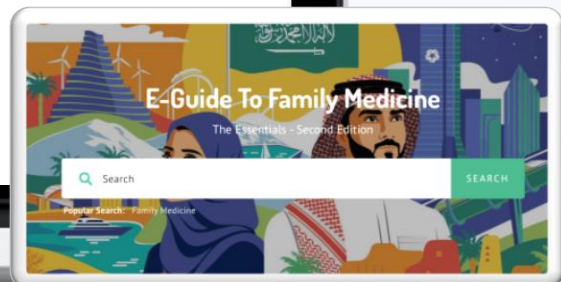 E-Guide To Family Medicine
The Essentials - Second Edition
Search
SEARCH
Popular Search: Family Medicine